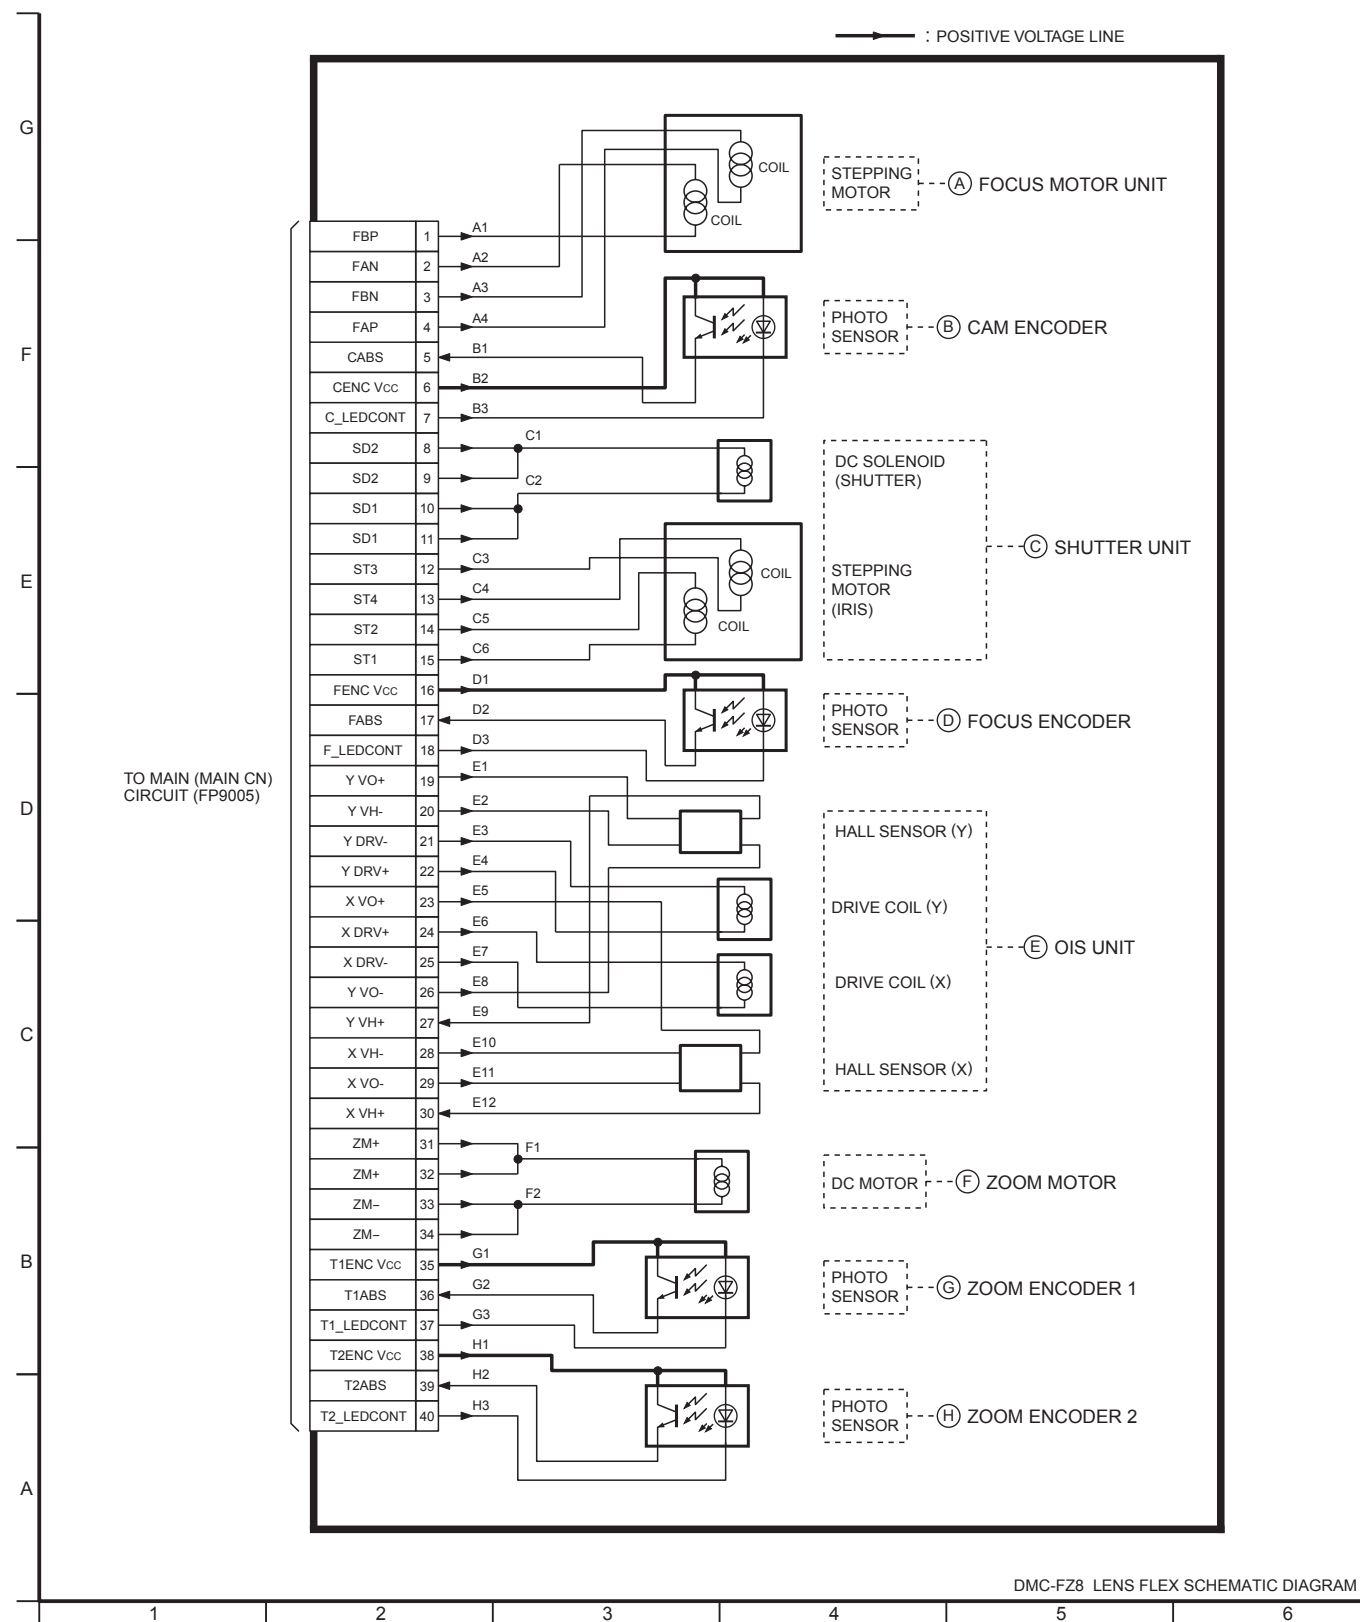 : POSITIVE VOLTAGE LINE
G
F
E
D
C
B
A
TO MAIN (MAIN CN)
CIRCUIT (FP9005)
FBP 1 A1
FAN 2 A2
FBN 3 A3
FAP 4 A4
CABS 5 B1
CENC Vcc 6 B2
C_LEDCONT 7 B3
SD2 8 C1
SD2 9 C2
SD1 10
SD1 11
ST3 12 C3
ST4 13 C4
ST2 14 C5
ST1 15 C6
FENC Vcc 16 D1
FABS 17 D2
F_LEDCONT 18 D3
Y VO+ 19 E1
Y VH- 20 E2
Y DRV- 21 E3
Y DRV+ 22 E4
X VO+ 23 E5
X DRV+ 24 E6
X DRV- 25 E7
Y VO- 26 E8
Y VH+ 27 E9
X VH- 28 E10
X VO- 29 E11
X VH+ 30 E12
ZM+ 31 F1
ZM+ 32
ZM− 33 F2
ZM− 34
T1ENC Vcc 35 G1
T1ABS 36 G2
T1_LEDCONT 37 G3
T2ENC Vcc 38 H1
T2ABS 39 H2
T2_LEDCONT 40 H3
COIL
COIL
STEPPING
MOTOR
A FOCUS MOTOR UNIT
PHOTO
SENSOR
B CAM ENCODER
DC SOLENOID
(SHUTTER)
COIL
COIL
STEPPING
MOTOR
(IRIS)
C SHUTTER UNIT
PHOTO
SENSOR
D FOCUS ENCODER
HALL SENSOR (Y)
DRIVE COIL (Y)
DRIVE COIL (X)
HALL SENSOR (X)
E OIS UNIT
DC MOTOR
F ZOOM MOTOR
PHOTO
SENSOR
G ZOOM ENCODER 1
PHOTO
SENSOR
H ZOOM ENCODER 2
DMC-FZ8 LENS FLEX SCHEMATIC DIAGRAM
1 2 3 4 5 6